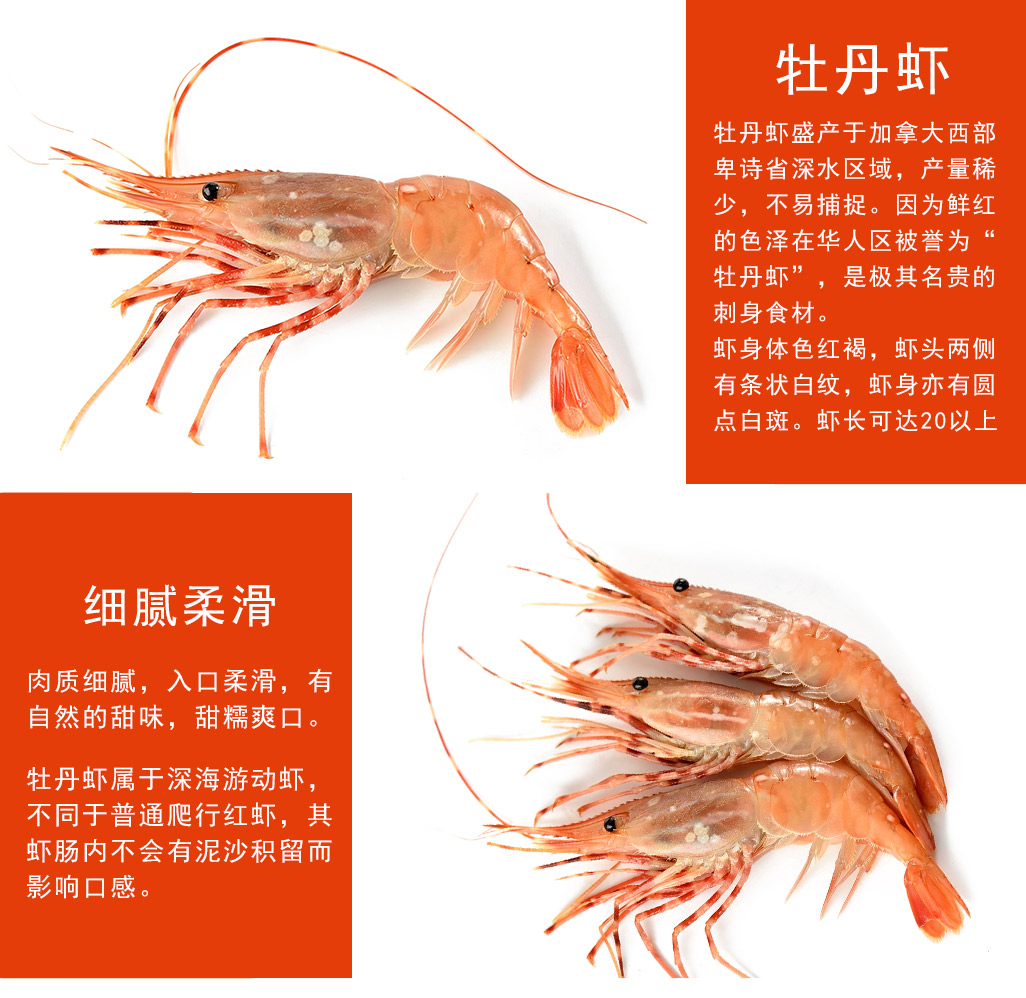 牡丹虾
牡丹虾盛产于加拿大西部
卑诗省深水区域，产量稀
少，不易捕捉。因为鲜红
的色泽在华人区被誉为“
牡丹虾”，是极其名贵的
刺身食材。
虾身体色红褐，虾头两侧
有条状白纹，虾身亦有圆
点白斑。虾长可达20以上
细腻柔滑
肉质细腻，入口柔滑，有
自然的甜味，甜糯爽口。
牡丹虾属于深海游动虾，
不同于普通爬行红虾，其
虾肠内不会有泥沙积留而
影响口感。